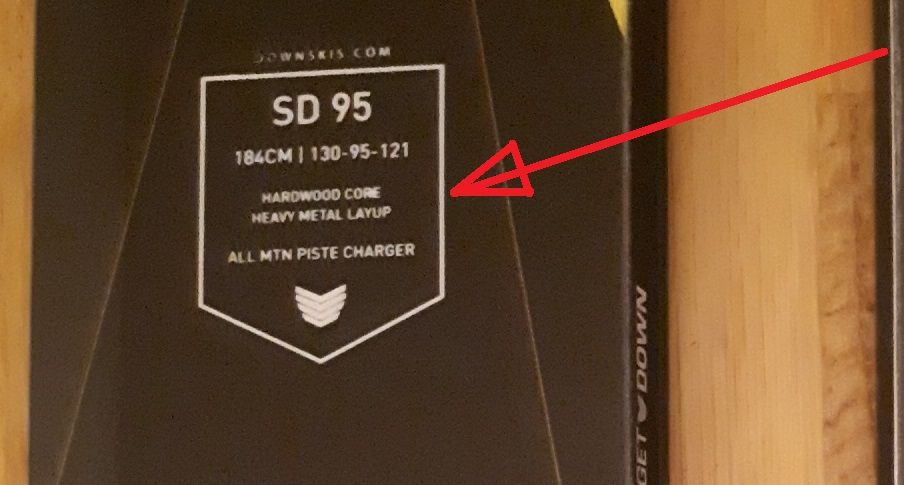 DOWNSKIS.COM
SD 95
184CM | 130-95-121
HARDWOOD CORE
HEAVY METAL LAYUP
ALL MTN PISTE CHARGER
GET DOWN